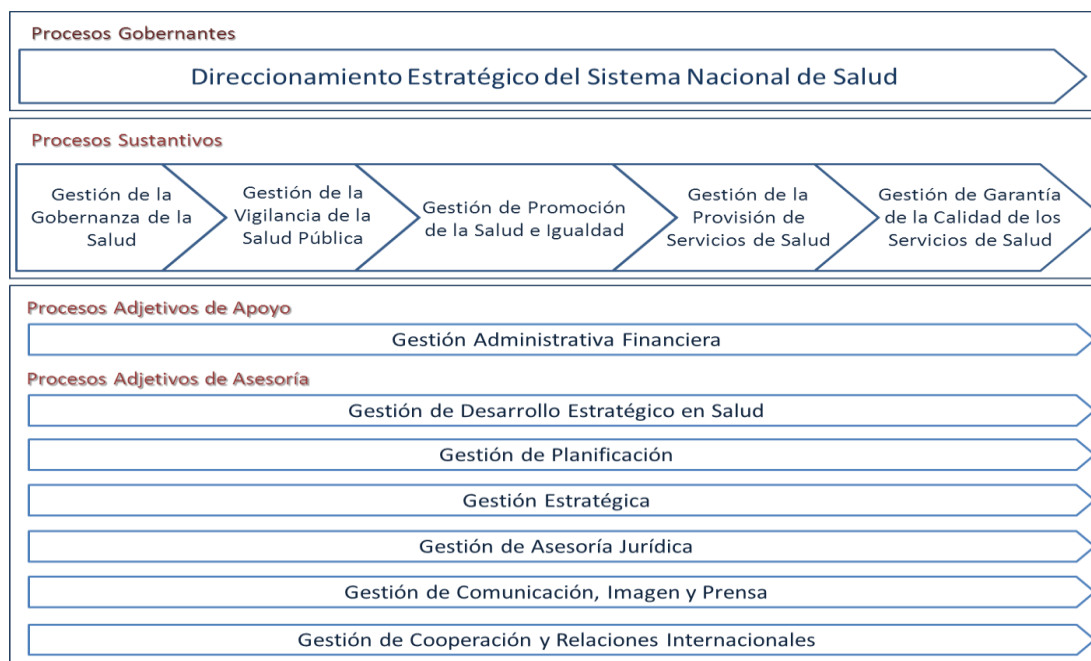 Procesos Gobernantes
Direccionamiento Estratégico del Sistema Nacional de Salud
Procesos Sustantivos
Gestión de la
Gobernanza de la
Salud
Gestión de la
Vigilancia de la
Salud Pública
Gestión de Promoción
de la Salud e Igualdad
Gestión de la
Provisión de
Servicios de Salud
Gestión de Garantía
de la Calidad de los
Servicios de Salud
Procesos Adjetivos de Apoyo
Gestión Administrativa Financiera
Procesos Adjetivos de Asesoría
Gestión de Desarrollo Estratégico en Salud
Gestión de Planificación
Gestión Estratégica
Gestión de Asesoría Jurídica
Gestión de Comunicación, Imagen y Prensa
Gestión de Cooperación y Relaciones Internacionales